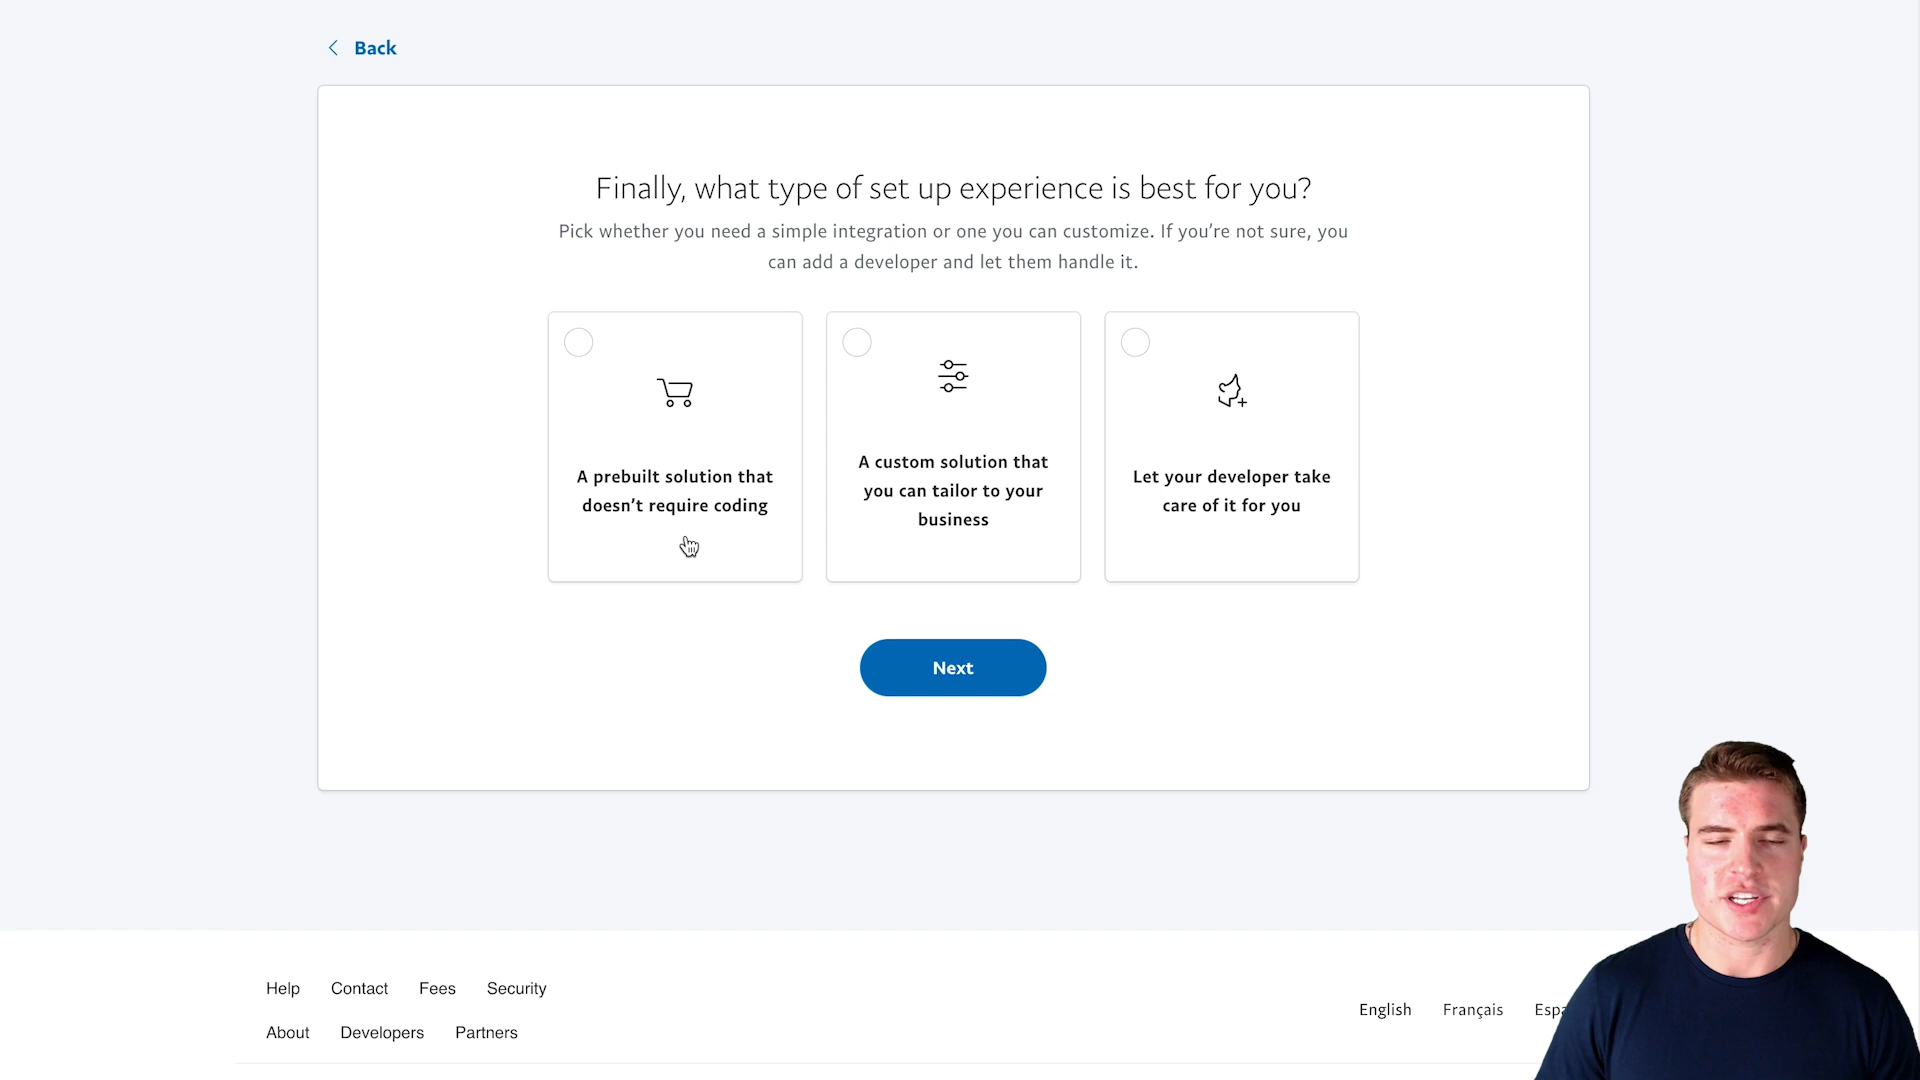 Back
Finally, what type of set up experience is best for you?
Pick whether you need a simple integration or one you can customize. If you’re not sure, you
can add a developer and let them handle it.
A prebuilt solution that
doesn’t require coding
A custom solution that
you can tailor to your
business
Let your developer take
care of it for you
Next
Help Contact Fees Security
About Developers Partners
English Français